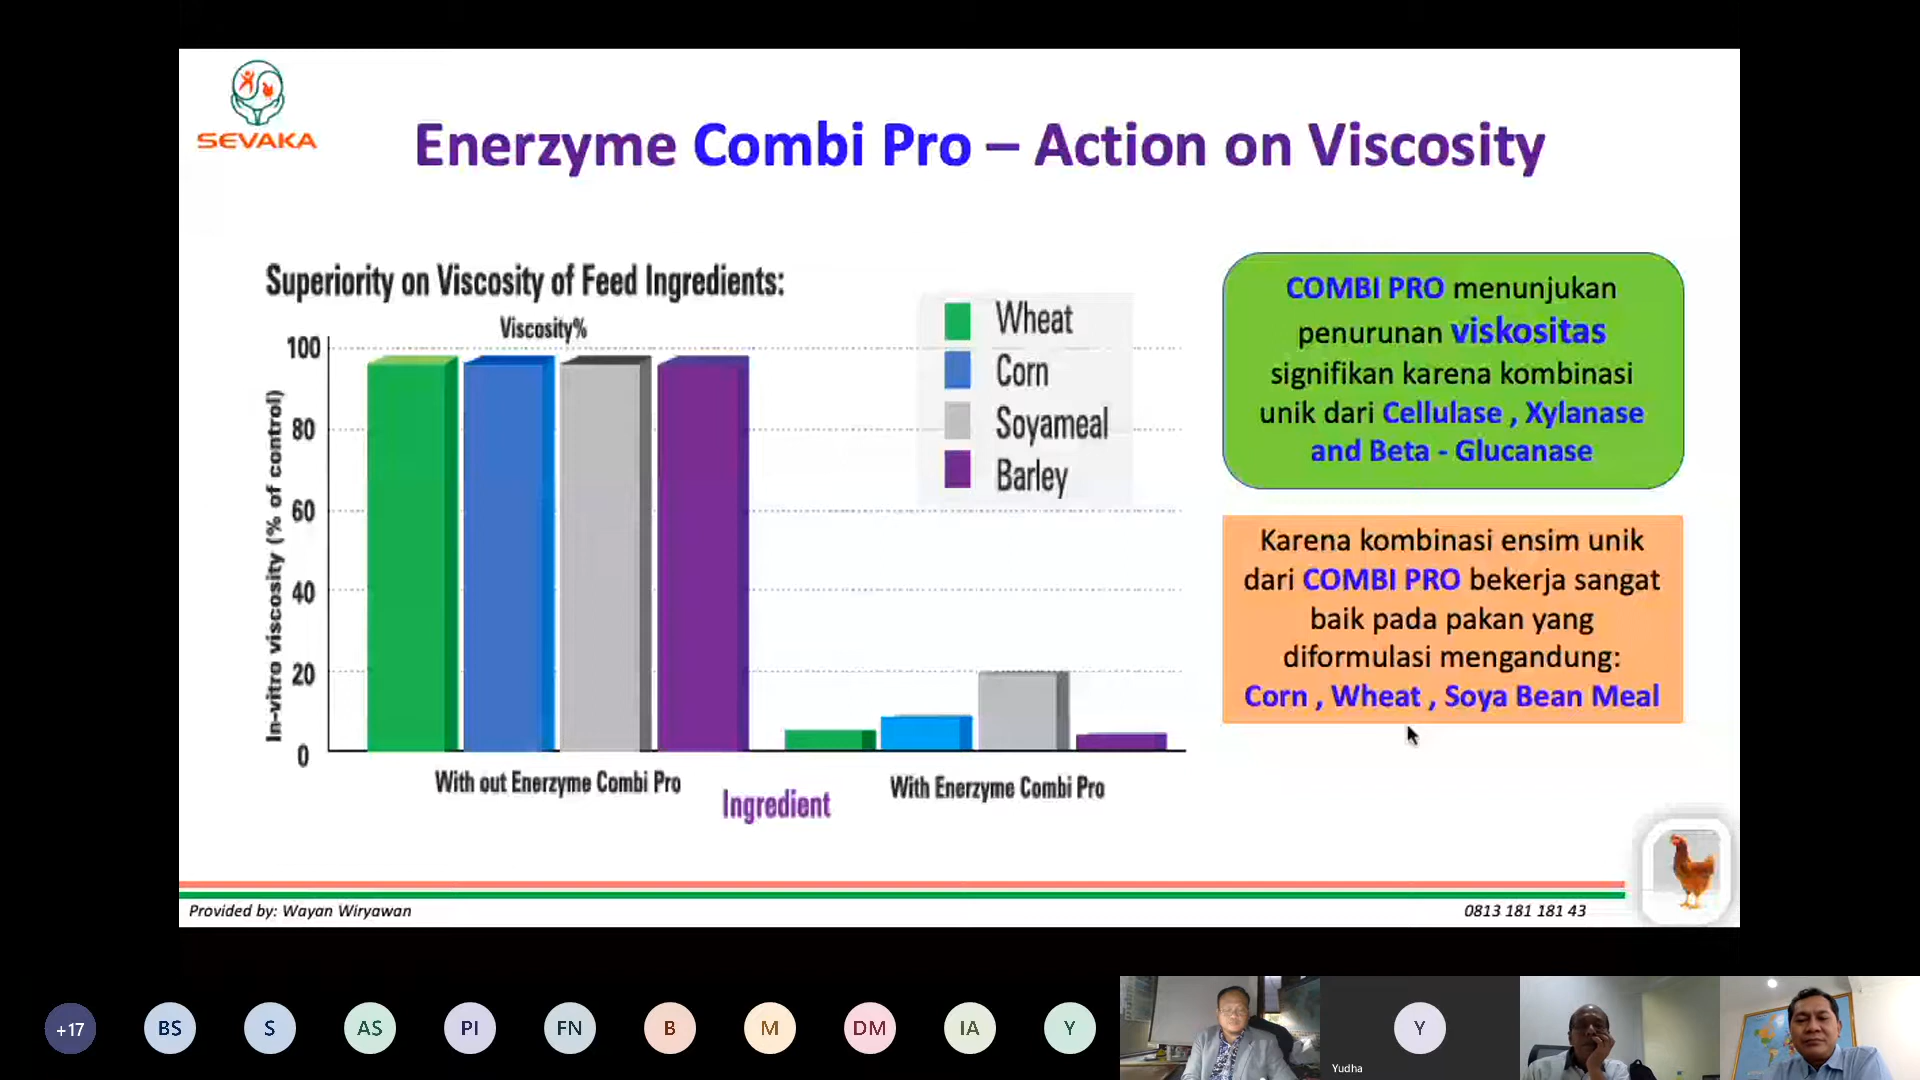 SEVAKA
Enerzyme Combi Pro – Action on Viscosity
Superiority on Viscosity of Feed Ingredients:
Viscosity%
In-vitro viscosity (% of control)
100
80
60
40
20
0
Wheat
Corn
Soyameal
Barley
With out Enerzyme Combi Pro
With Enerzyme Combi Pro
Ingredient
COMBI PRO menunjukan
penurunan viskositas
signifikan karena kombinasi
unik dari Cellulase , Xylanase
and Beta - Glucanase
Karena kombinasi ensim unik
dari COMBI PRO bekerja sangat
baik pada pakan yang
diformulasi mengandung:
Corn , Wheat , Soya Bean Meal
Provided by: Wayan Wiryawan
0813 181 181 43
+17
BS
S
AS
PI
FN
B
M
DM
IA
Y
Y
Yudha